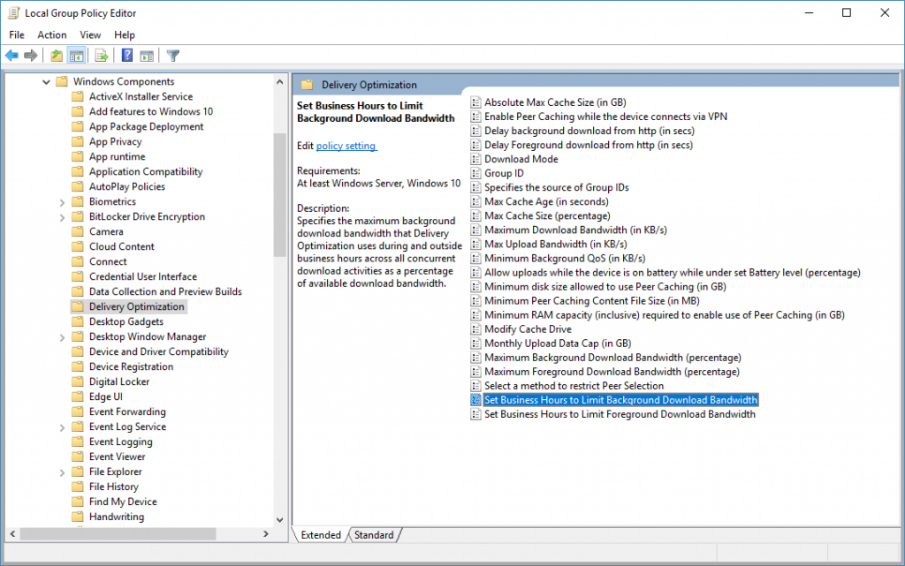 Local Group Policy Editor
File Action View Help
Windows Components
ActiveX Installer Service
Add features to Windows 10
App Package Deployment
App Privacy
App runtime
Application Compatibility
AutoPlay Policies
Biometrics
BitLocker Drive Encryption
Camera
Cloud Content
Connect
Credential User Interface
Data Collection and Preview Builds
Delivery Optimization
Desktop Gadgets
Desktop Window Manager
Device and Driver Compatibility
Device Registration
Digital Locker
Edge UI
Event Forwarding
Event Log Service
Event Logging
Event Viewer
File Explorer
File History
Find My Device
Handwriting
Delivery Optimization
Set Business Hours to Limit
Background Download Bandwidth
Edit policy setting
Requirements:
At least Windows Server, Windows 10
Description:
Specifies the maximum background
download bandwidth that Delivery
Optimization uses during and outside
business hours across all concurrent
download activities as a percentage
of available download bandwidth.
Absolute Max Cache Size (in GB)
Enable Peer Caching while the device connects via VPN
Delay background download from http (in secs)
Delay Foreground download from http (in secs)
Download Mode
Group ID
Specifies the source of Group IDs
Max Cache Age (in seconds)
Max Cache Size (percentage)
Maximum Download Bandwidth (in KB/s)
Max Upload Bandwidth (in KB/s)
Minimum Background QoS (in KB/s)
Allow uploads while the device is on battery while under set Battery level (percentage)
Minimum disk size allowed to use Peer Caching (in GB)
Minimum Peer Caching Content File Size (in MB)
Minimum RAM capacity (inclusive) required to enable use of Peer Caching (in GB)
Modify Cache Drive
Monthly Upload Data Cap (in GB)
Maximum Background Download Bandwidth (percentage)
Maximum Foreground Download Bandwidth (percentage)
Select a method to restrict Peer Selection
Set Business Hours to Limit Background Download Bandwidth
Set Business Hours to Limit Foreground Download Bandwidth
Extended Standard